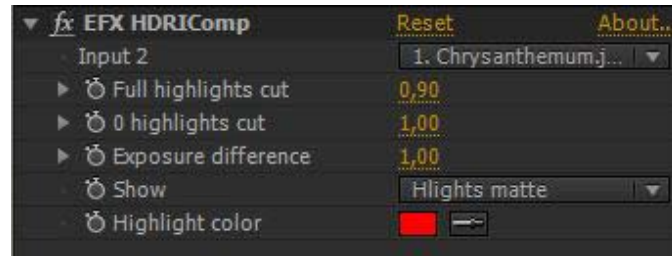 fx EFX HDRIComp Reset About..
Input 2 1. Chrysanthemum.j...
Full highlights cut 0,90
0 highlights cut 1,00
Exposure difference 1,00
Show Hlights matte
Highlight color